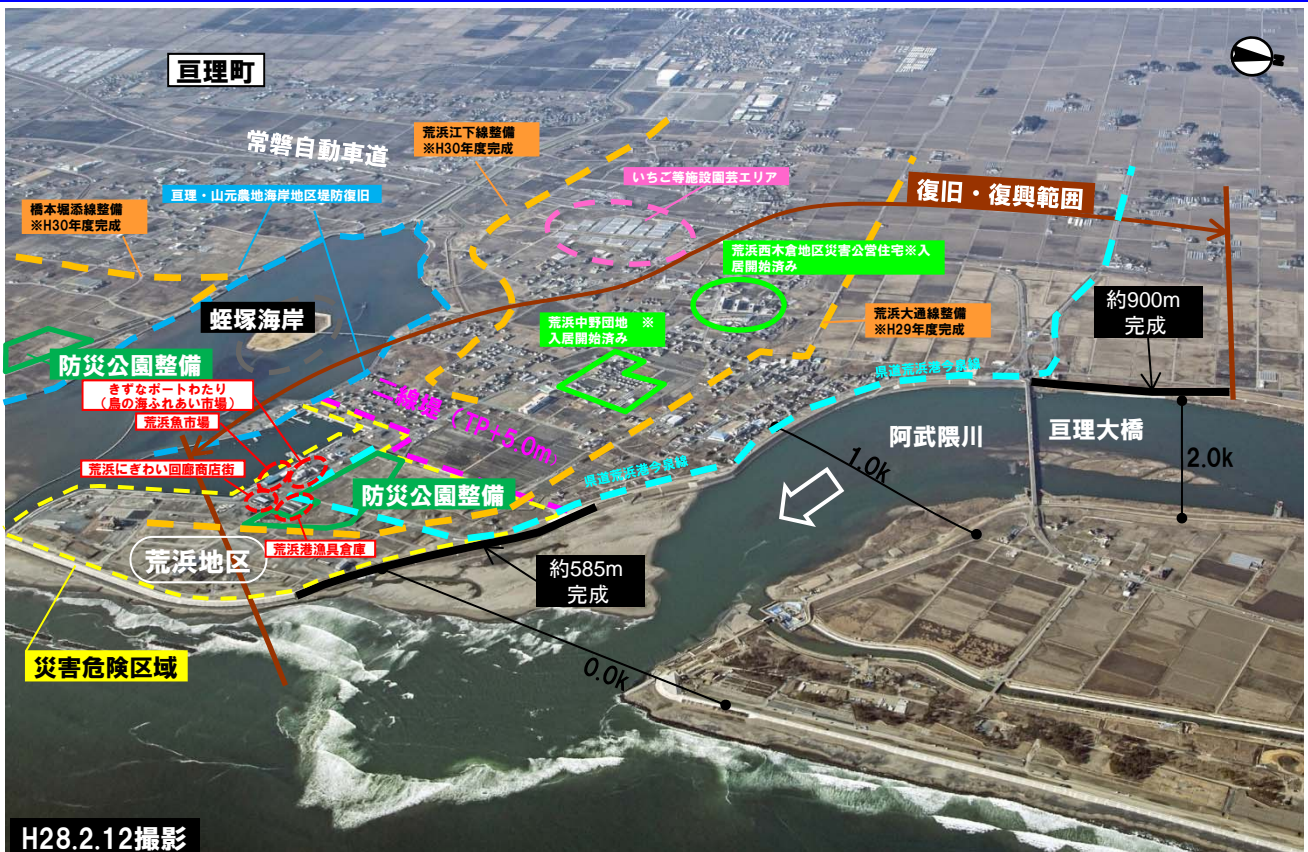 亘理町
常磐自動車道
荒浜江下線整備
※H30年度完成
いちご等施設園芸エリア
亘理・山元農地海岸地区堤防復旧
復旧・復興範囲
橋本堀添線整備
※H30年度完成
荒浜西木倉地区災害公営住宅※入
居開始済み
約900m
完成
荒浜大通線整備
※H29年度完成
蛭塚海岸
荒浜中野団地　※
入居開始済み
防災公園整備
県道荒浜港今泉線
きずなポートわたり
（鳥の海ふれあい市場）
二線堤（TP+5.0m
荒浜魚市場
阿武隈川
亘理大橋
1.0k
2.0k
荒浜にぎわい回廊商店街
県道荒浜港今泉線
防災公園整備
荒浜港漁具倉庫
荒浜地区
約585m
完成
災害危険区域
0.0k
H28.2.12撮影